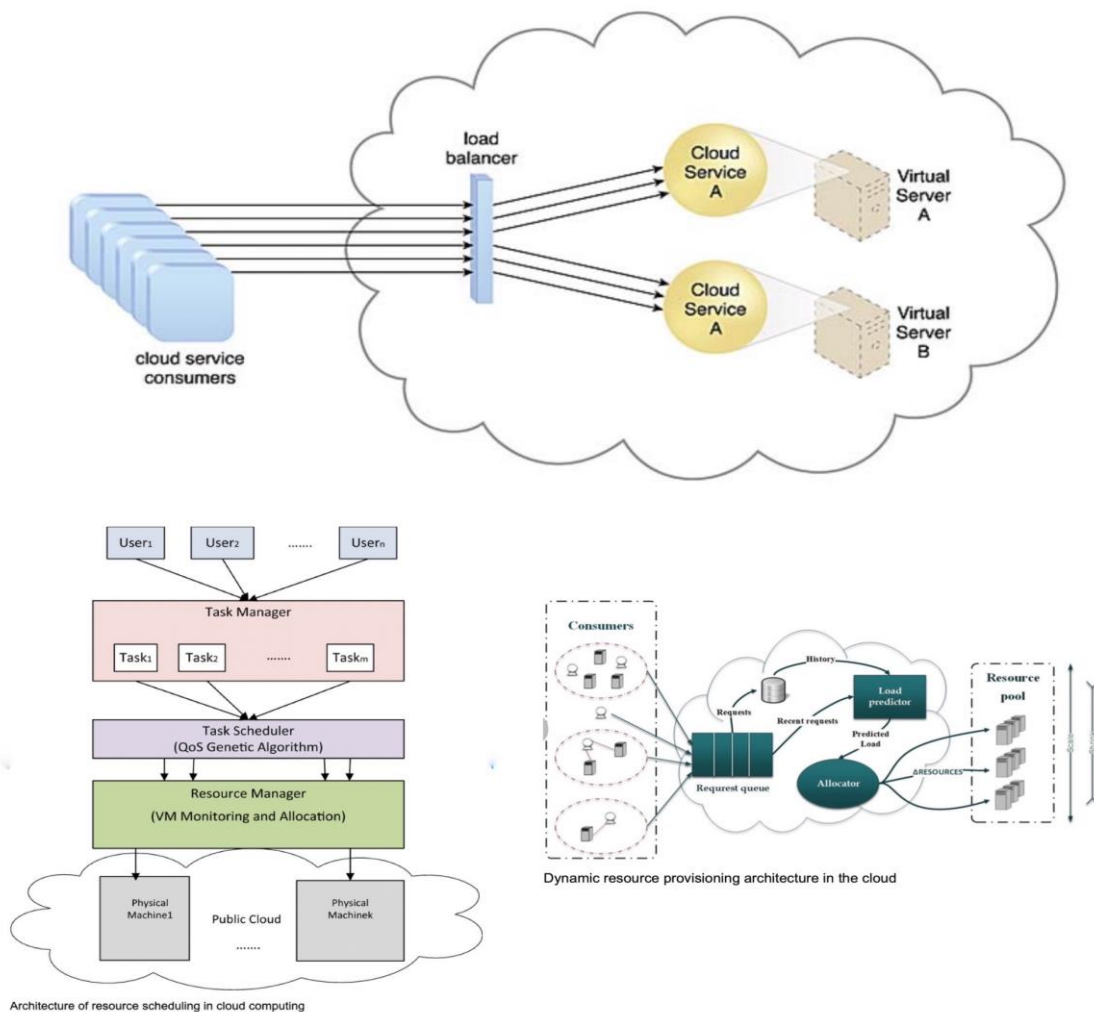 load
balancer
Cloud
Service
A
Virtual
Server
A
Cloud
Service
A
Virtual
Server
B
cloud service
consumers
User1
User2
.......
Usern
Task Manager
Task1
Task2
.......
Taskm
Task Scheduler
(QoS Genetic Algorithm)
Resource Manager
(VM Monitoring and Allocation)
Physical
Machine1
Public Cloud
.......
Physical
Machinek
Architecture of resource scheduling in cloud computing
Consumers
History
Requests
Load
predictor
Recent requests
Predicted
Load
Requrest queue
Allocator
ΔRESOURCES
Resource
pool
Scale
Dynamic resource provisioning architecture in the cloud